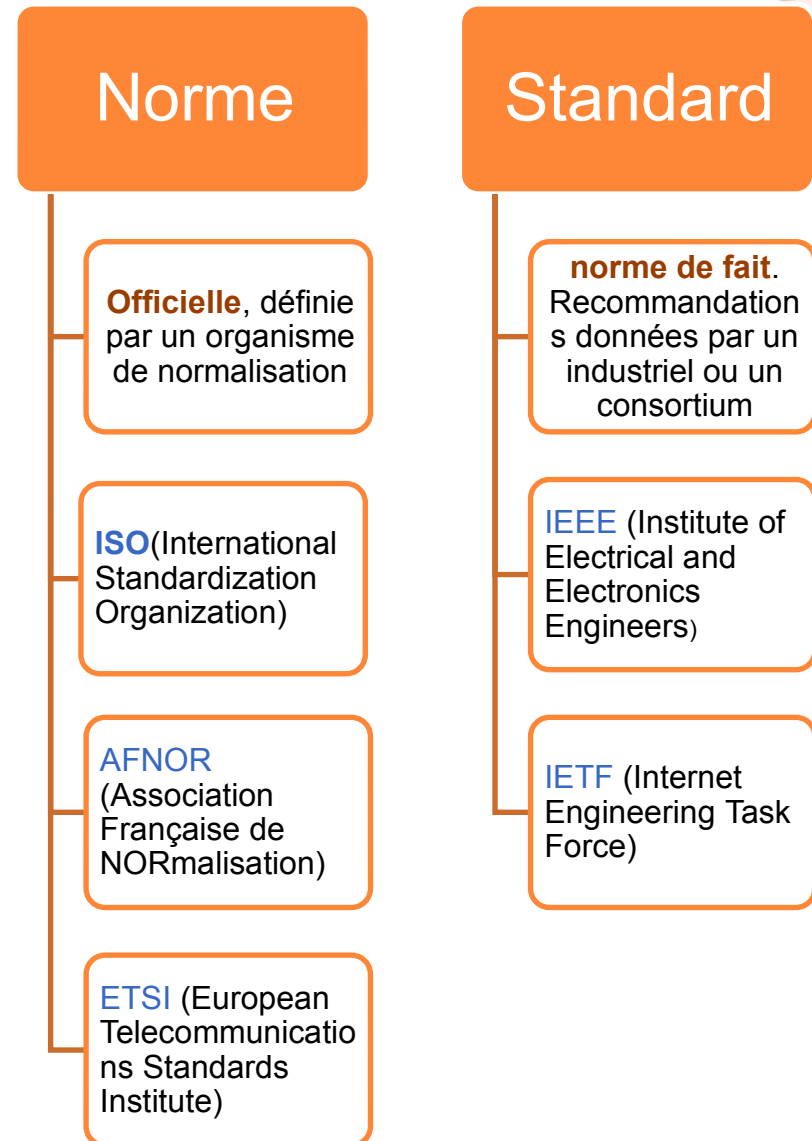 Norme
Officielle, définie
par un organisme
de normalisation
ISO(International
Standardization
Organization)
AFNOR
(Association
Française de
NORmalisation)
ETSI (European
Telecommunicatio
ns Standards
Institute)
Standard
norme de fait.
Recommandation
s données par un
industriel ou un
consortium
IEEE (Institute of
Electrical and
Electronics
Engineers)
IETF (Internet
Engineering Task
Force)